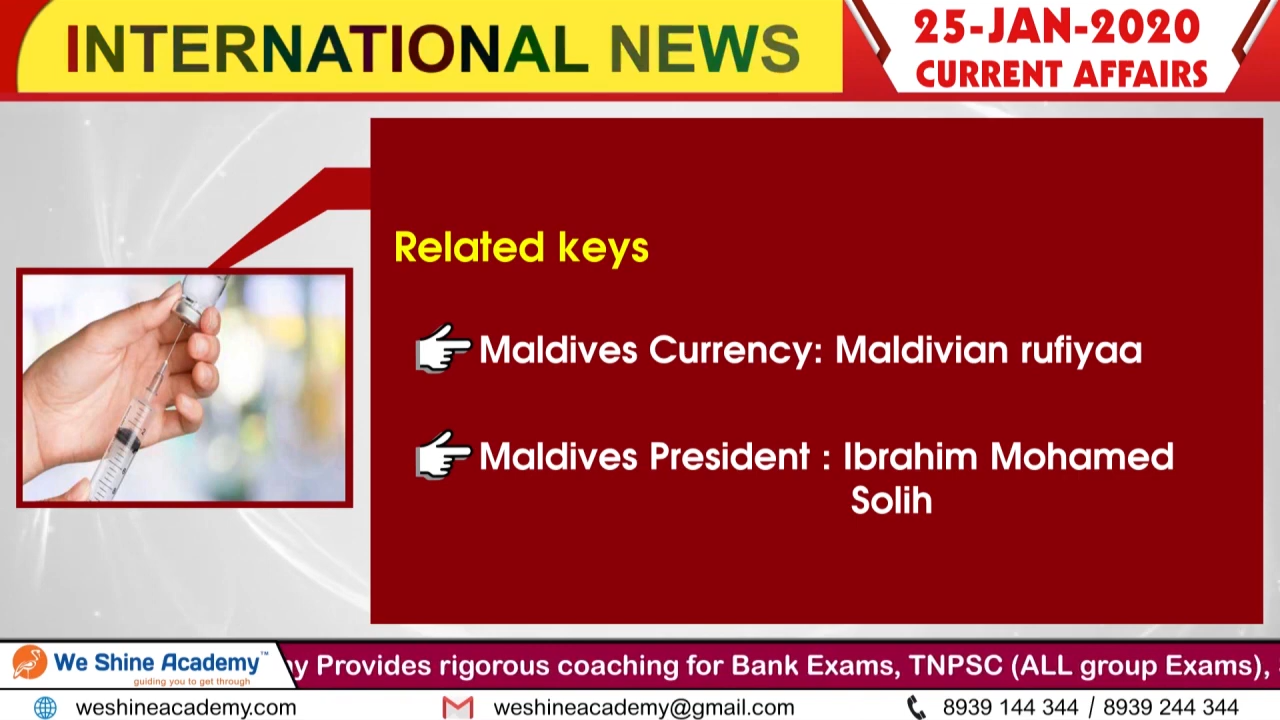 INTERNATIONAL NEWS
25-JAN-2020
CURRENT AFFAIRS
Related keys
Maldives Currency: Maldivian rufiyaa
Maldives President : Ibrahim Mohamed
Solih
We Shine Academy™
guiding you to get through
Provides rigorous coaching for Bank Exams, TNPSC (ALL group Exams),
weshineacademy.com
weshineacademy@gmail.com
8939 144 344 / 8939 244 344